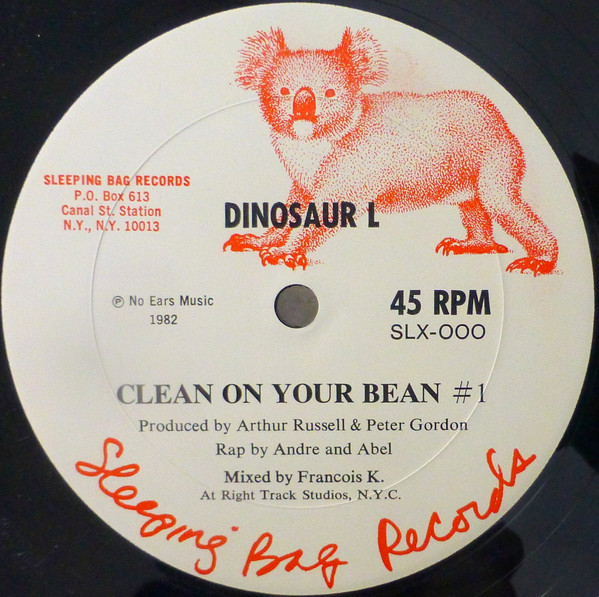 SLEEPING BAG RECORDS
P.O. Box 613
Canal St. Station
N.Y., N.Y. 10013
DINOSAUR L
℗ No Ears Music
1982
45 RPM
SLX-OOO
CLEAN ON YOUR BEAN #1
Produced by Arthur Russell & Peter Gordon
Rap by Andre and Abel
Mixed by Francois K.
At Right Track Studios, N.Y.C.
Sleeping Bag Records